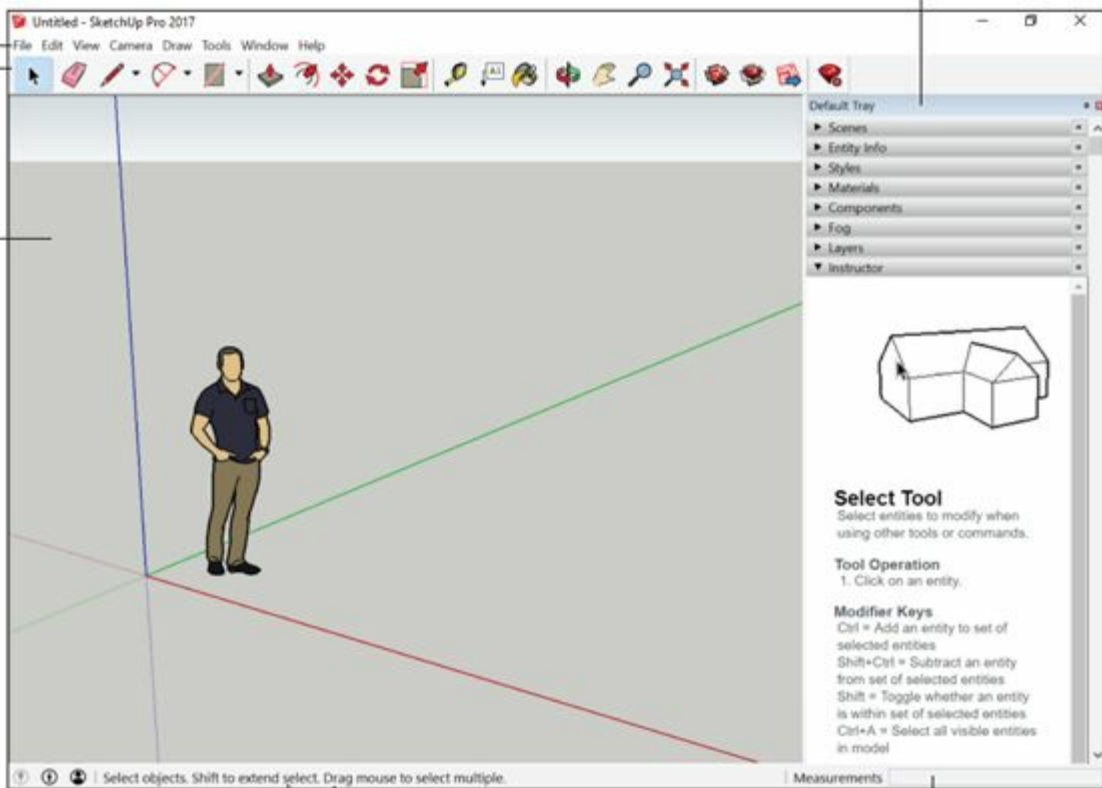 Untitled - SketchUp Pro 2017
File Edit View Camera Draw Tools Window Help
A1
Default Tray
Scenes
Entity Info
Styles
Materials
Components
Fog
Layers
Instructor
Select Tool
Select entities to modify when
using other tools or commands.
Tool Operation
1. Click on an entity.
Modifier Keys
Ctrl = Add an entity to set of
selected entities
Shift+Ctrl = Subtract an entity
from set of selected entities
Shift = Toggle whether an entity
is within set of selected entities
Ctrl+A = Select all visible entities
in model
Select objects. Shift to extend select. Drag mouse to select multiple.
Measurements